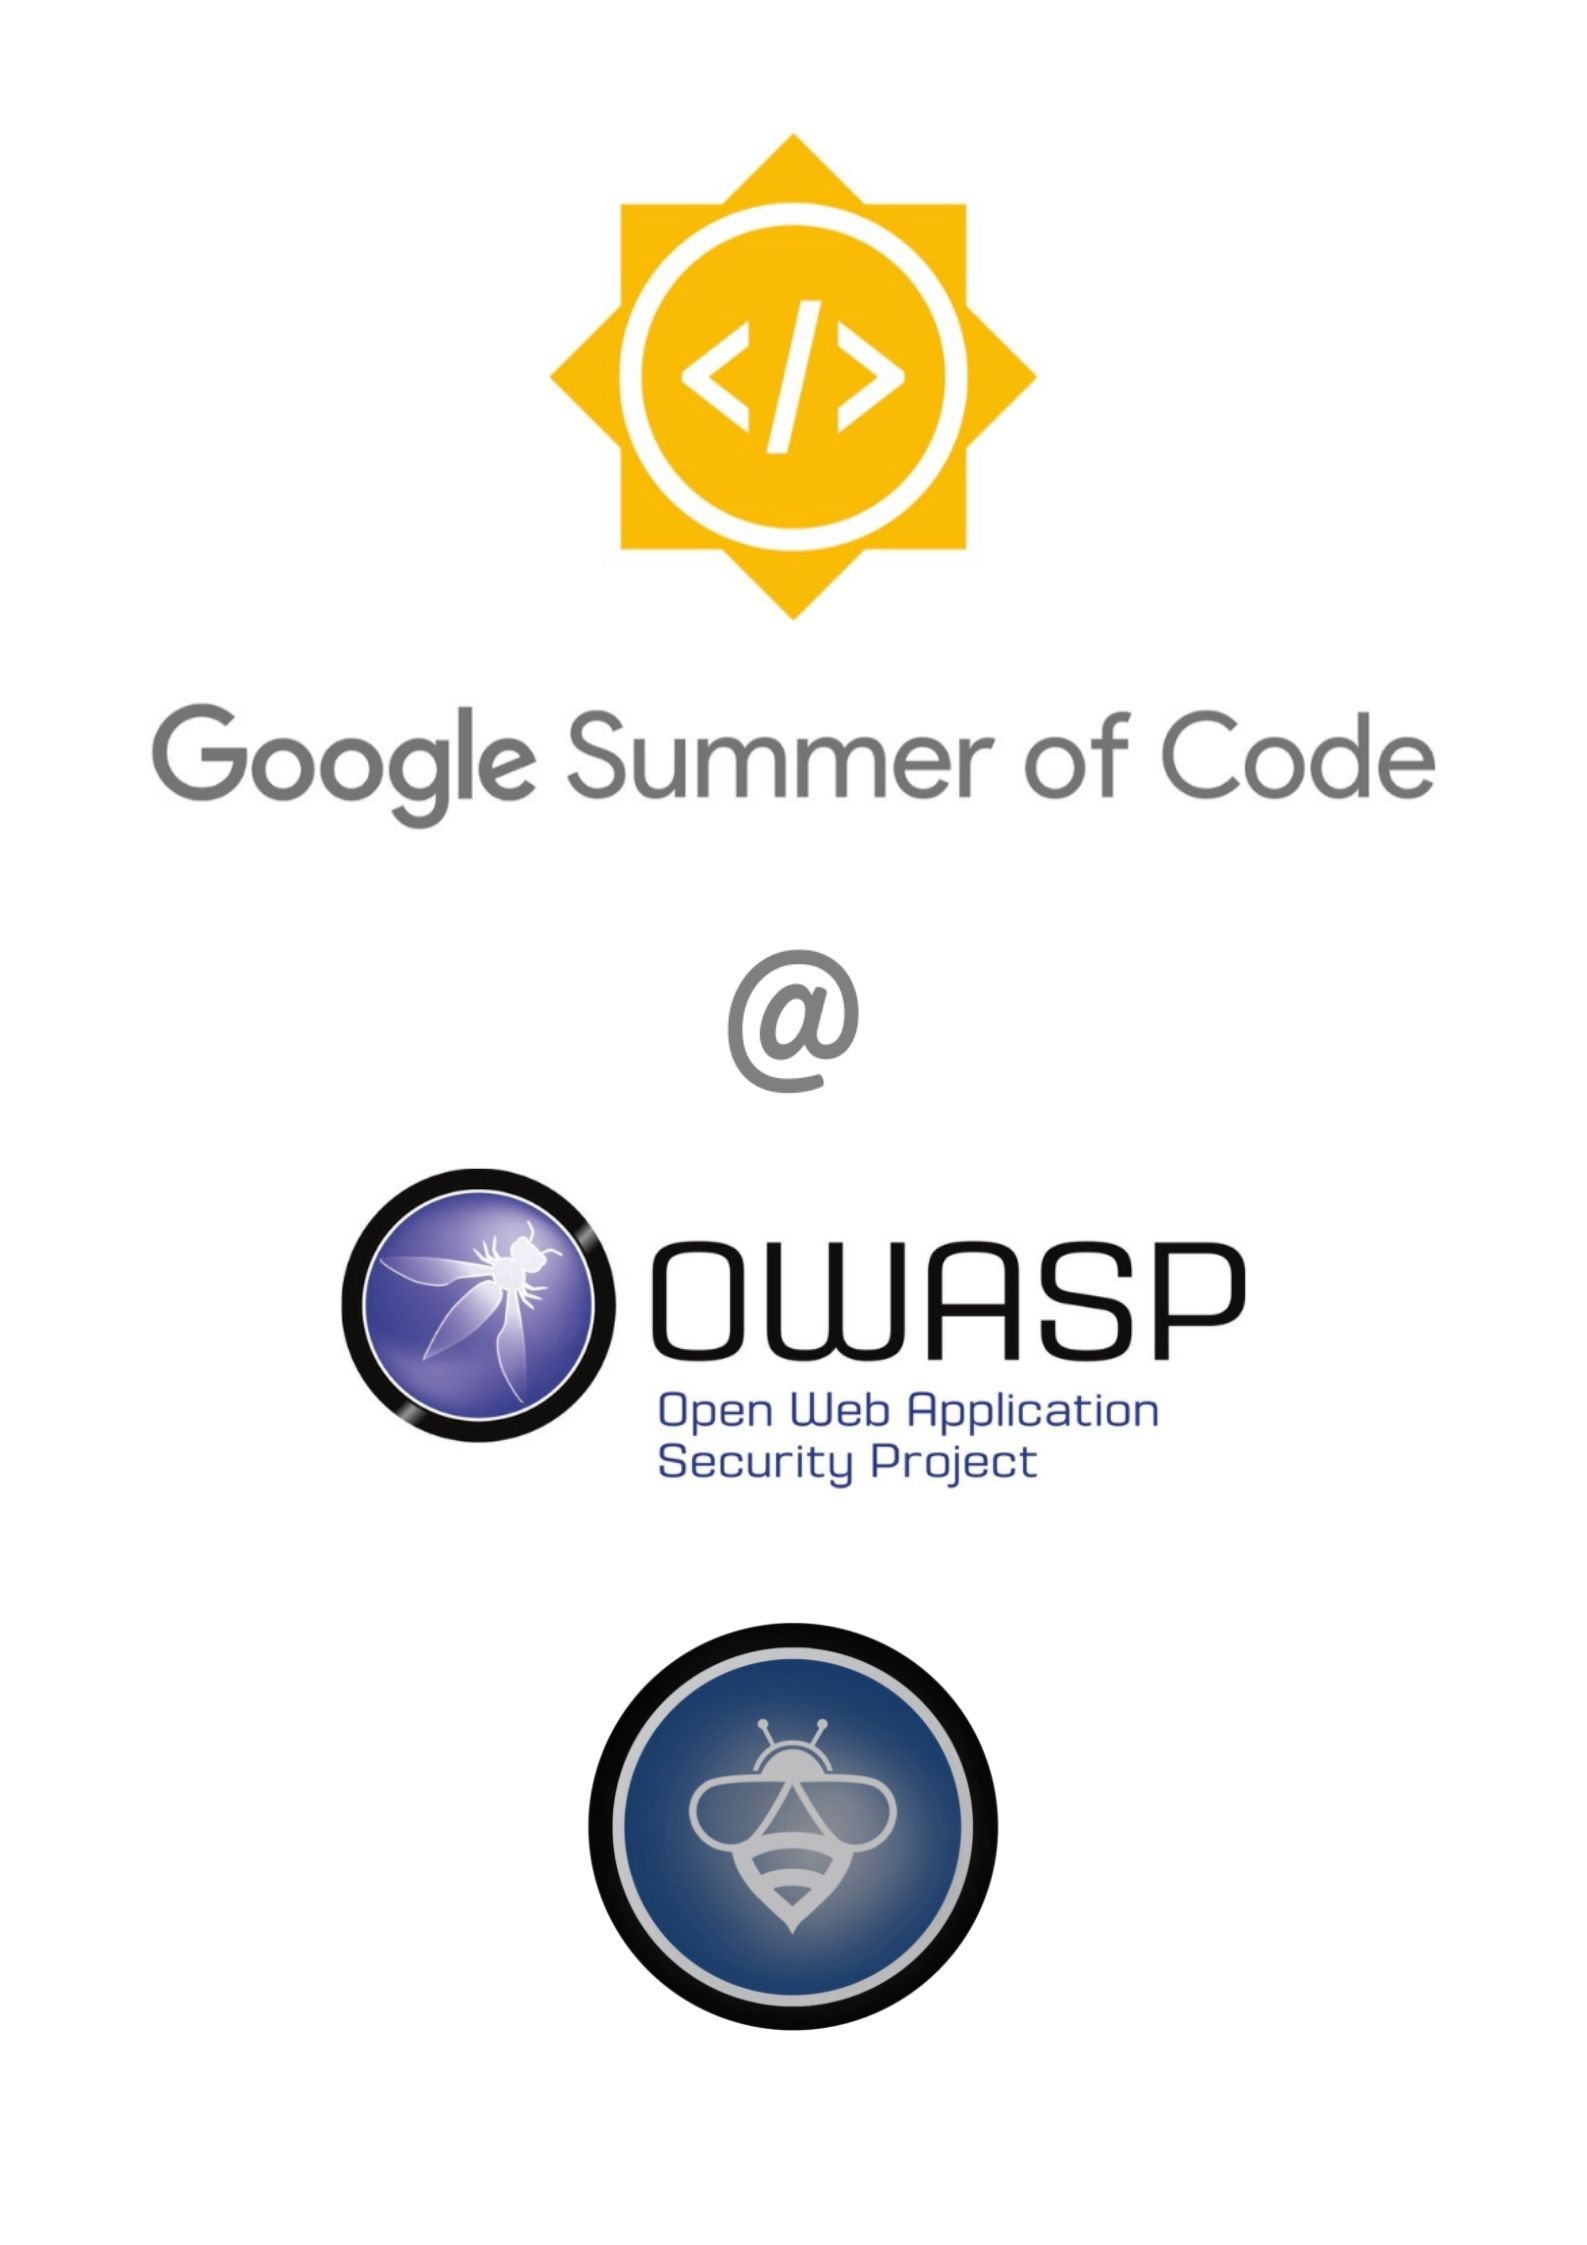 </>
Google Summer of Code
@
OWASP
Open Web Application
Security Project